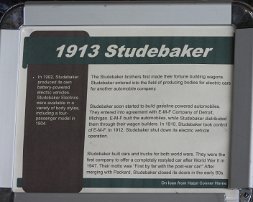 1913 Studebaker
• In 1902, Studebaker
produced its own
battery-powered
electric vehicles.
Studebaker Electrics
were available in a
variety of body styles,
including a four-
passenger model in
1904.
The Studebaker brothers first made their fortune building wagons.
Studebaker entered into the field of producing bodies for electric cars
for another automobile company.
Studebaker soon started to build gasoline-powered automobiles.
They entered into agreement with E-M-F Company of Detroit,
Michigan. E-M-F built the automobiles, while Studebaker distributed
them through their wagon builders. In 1910, Studebaker took control
of E-M-F. In 1912, Studebaker shut down its electric vehicle
operation.
Studebaker built cars and trucks for both world wars. They were the
first company to offer a completely restyled car after World War II in
1947. Their motto was "First by far with the post-war car". After
merging with Packard, Studebaker closed its doors in the early 60s.
On loan from